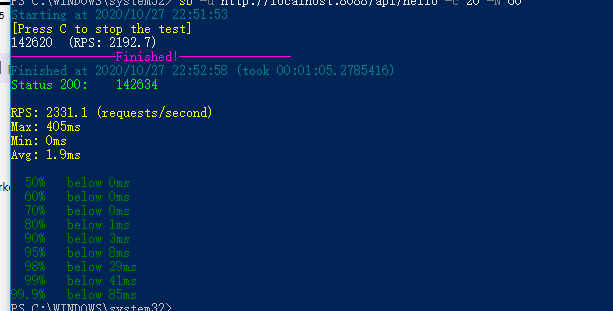 PS C:\WINDOWS\system32> sb -u http://localhost:8088/api/hello -c 20 -N 60
Starting at 2020/10/27 22:51:53
[Press C to stop the test]
142620 (RPS: 2192.7)
---------------Finished!----------------
Finished at 2020/10/27 22:52:58 (took 00:01:05.2785416)
Status 200: 142634
RPS: 2331.1 (requests/second)
Max: 405ms
Min: 0ms
Avg: 1.9ms
50% below 0ms
60% below 0ms
70% below 0ms
80% below 1ms
90% below 3ms
95% below 8ms
98% below 29ms
99% below 41ms
99.9% below 85ms
PS C:\WINDOWS\system32>